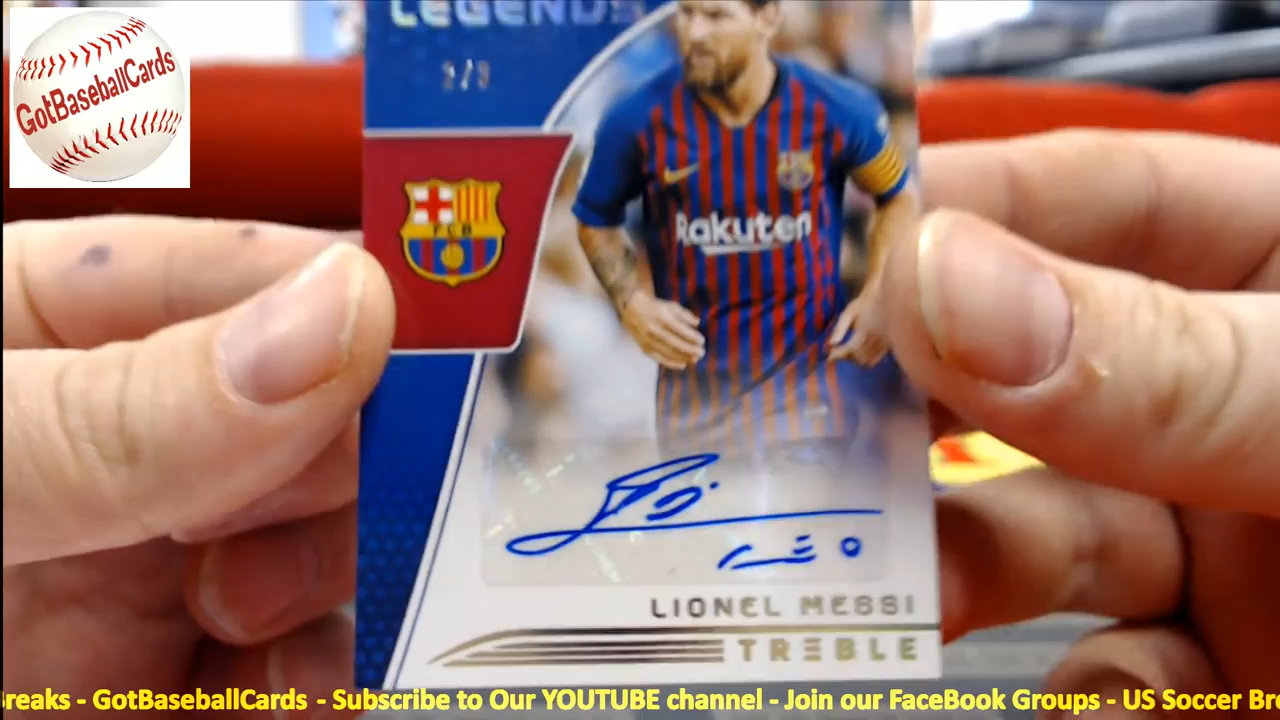 LEGENDS
GotBaseballCards
FCB
Rakuten
LIONEL MESSI
TREBLE
Breaks - GotBaseballCards - Subscribe to Our YOUTUBE channel - Join our FaceBook Groups - US Soccer Bre